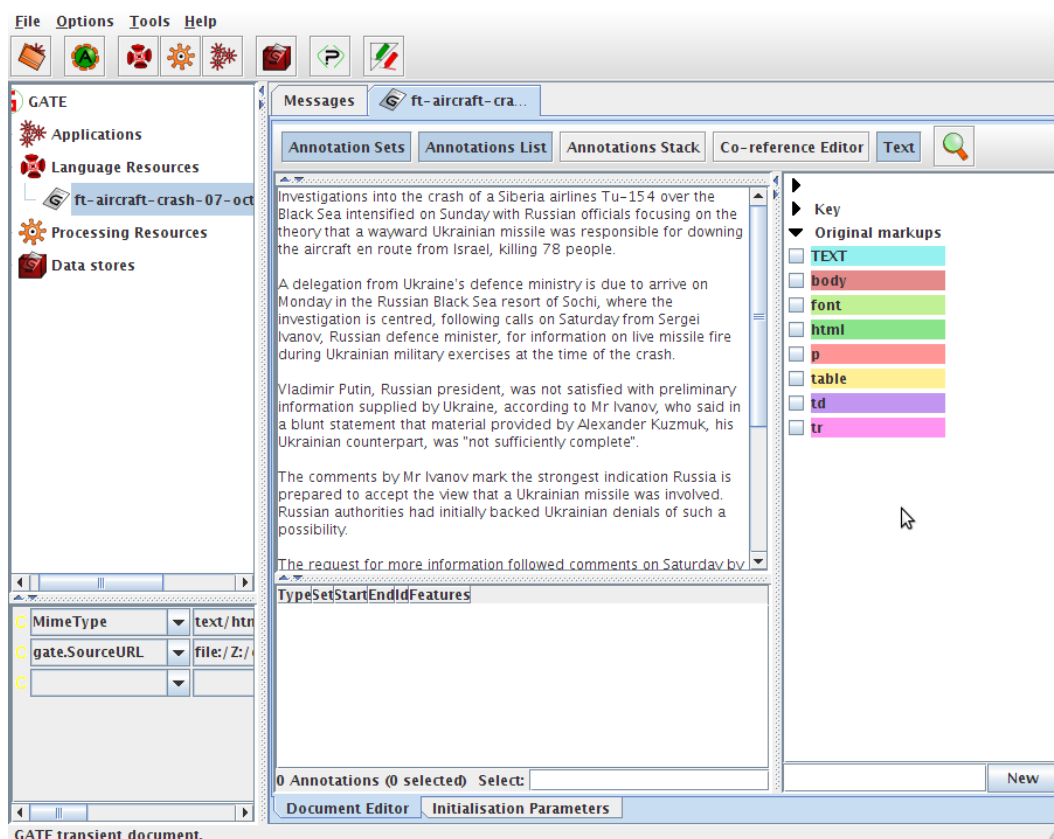 File Options Tools Help
GATE
Applications
Language Resources
ft-aircraft-crash-07-oct
Processing Resources
Data stores
MimeType text/htm
gate.SourceURL file:/Z:/
Messages ft-aircraft-cra...
Annotation Sets Annotations List Annotations Stack Co-reference Editor Text
Investigations into the crash of a Siberia airlines Tu-154 over the
Black Sea intensified on Sunday with Russian officials focusing on the
theory that a wayward Ukrainian missile was responsible for downing
the aircraft en route from Israel, killing 78 people.
A delegation from Ukraine's defence ministry is due to arrive on
Monday in the Russian Black Sea resort of Sochi, where the
investigation is centred, following calls on Saturday from Sergei
Ivanov, Russian defence minister, for information on live missile fire
during Ukrainian military exercises at the time of the crash.
Vladimir Putin, Russian president, was not satisfied with preliminary
information supplied by Ukraine, according to Mr Ivanov, who said in
a blunt statement that material provided by Alexander Kuzmuk, his
Ukrainian counterpart, was "not sufficiently complete".
The comments by Mr Ivanov mark the strongest indication Russia is
prepared to accept the view that a Ukrainian missile was involved.
Russian authorities had initially backed Ukrainian denials of such a
possibility.
The request for more information followed comments on Saturday by
Type Set Start End Id Features
0 Annotations (0 selected) Select:
Document Editor Initialisation Parameters
Key
Original markups
TEXT
body
font
html
p
table
td
tr
New
GATE transient document.